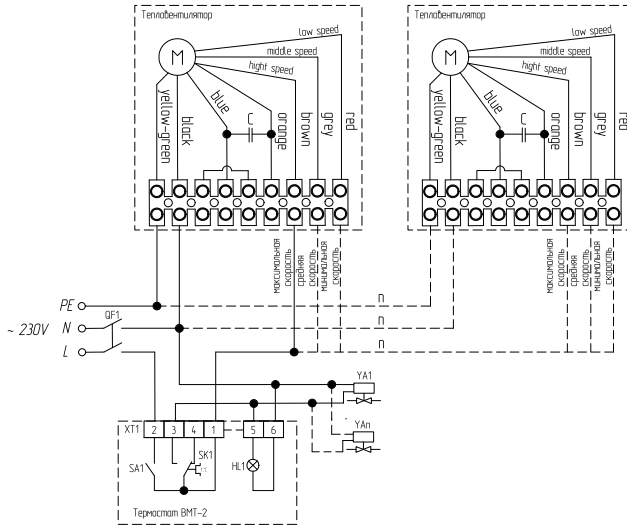 Тепловентилятор
low speed
middle speed
hight speed
M
yellow-green
black
blue
C
orange
brown
grey
red
максимальная
скорость
средняя
скорость
минимальная
скорость
Тепловентилятор
low speed
middle speed
hight speed
M
yellow-green
black
blue
C
orange
brown
grey
red
максимальная
скорость
средняя
скорость
минимальная
скорость
PE
n
QF1
~ 230V
N
n
L
n
YA1
XT1
2
3
4
1
5
6
YAn
SA1
SK1
HL1
Термостат ВМТ-2